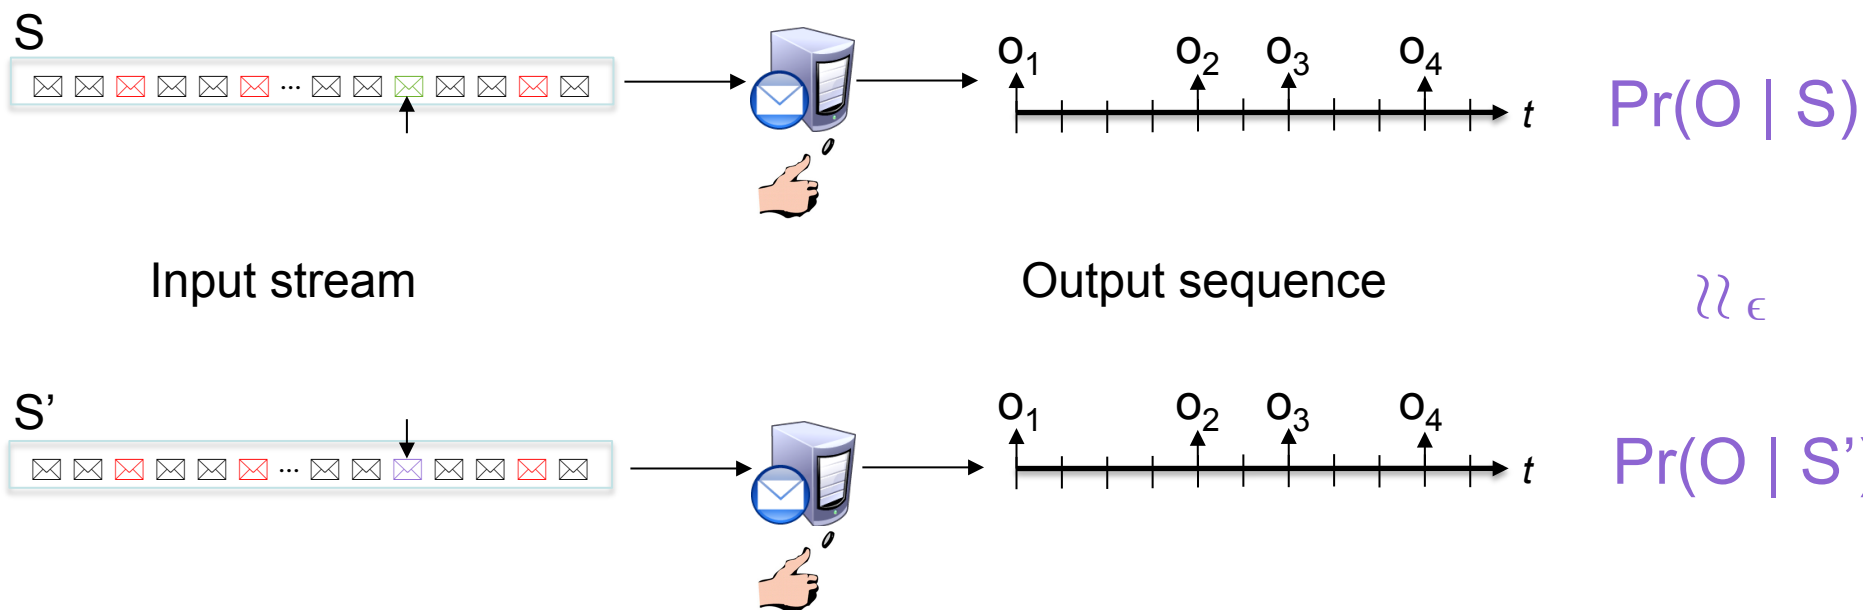 S
...
o1 o2 o3 o4
t
Pr(O | S)
Input stream
Output sequence
≈ ϵ
S’
...
o1 o2 o3 o4
t
Pr(O | S’)